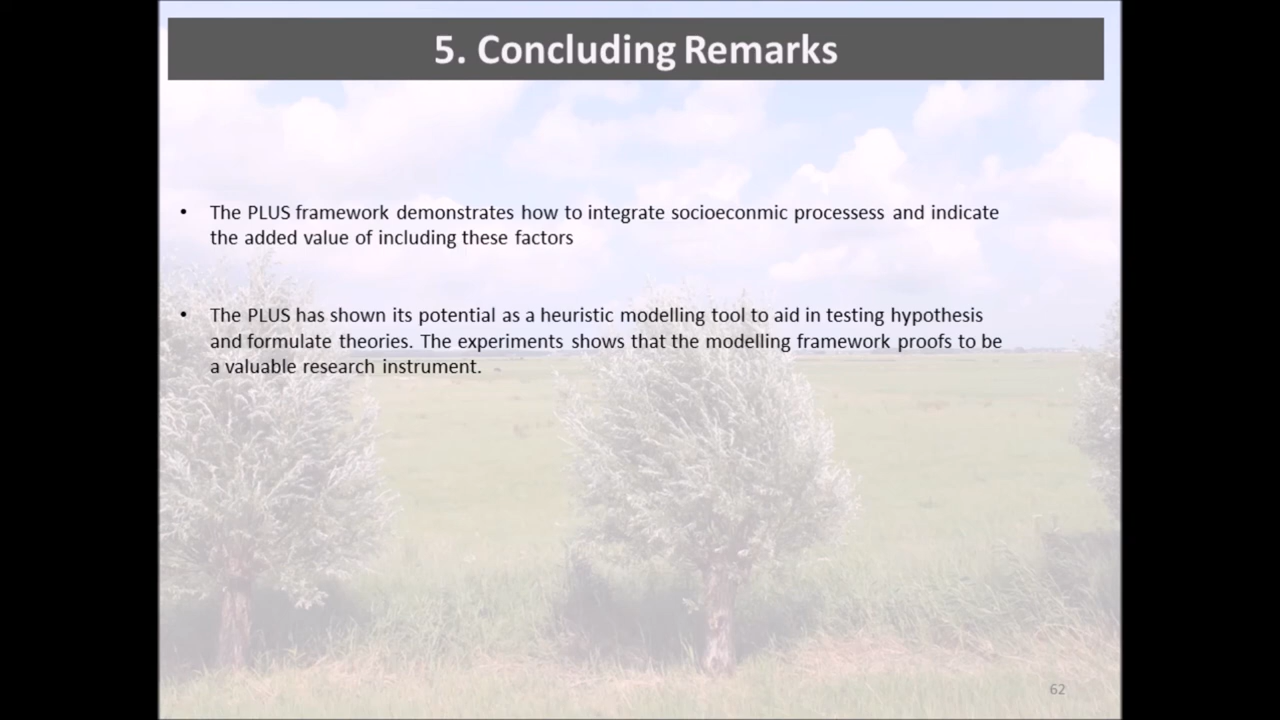 5. Concluding Remarks
• The PLUS framework demonstrates how to integrate socioeconmic processess and indicate
the added value of including these factors
• The PLUS has shown its potential as a heuristic modelling tool to aid in testing hypothesis
and formulate theories. The experiments shows that the modelling framework proofs to be
a valuable research instrument.
62